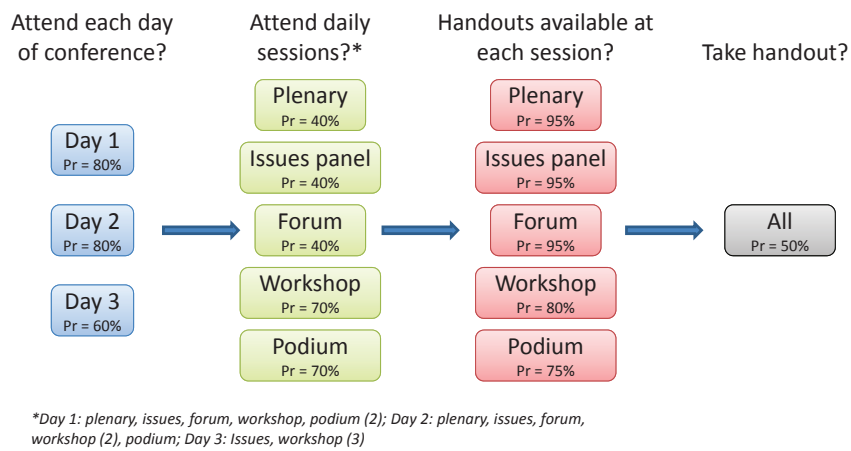 Attend each day
of conference?
Day 1
Pr = 80%
Day 2
Pr = 80%
Day 3
Pr = 60%
Attend daily
sessions?*
Plenary
Pr = 40%
Issues panel
Pr = 40%
Forum
Pr = 40%
Workshop
Pr = 70%
Podium
Pr = 70%
Handouts available at
each session?
Plenary
Pr = 95%
Issues panel
Pr = 95%
Forum
Pr = 95%
Workshop
Pr = 80%
Podium
Pr = 75%
Take handout?
All
Pr = 50%
*Day 1: plenary, issues, forum, workshop, podium (2); Day 2: plenary, issues, forum,
workshop (2), podium; Day 3: Issues, workshop (3)